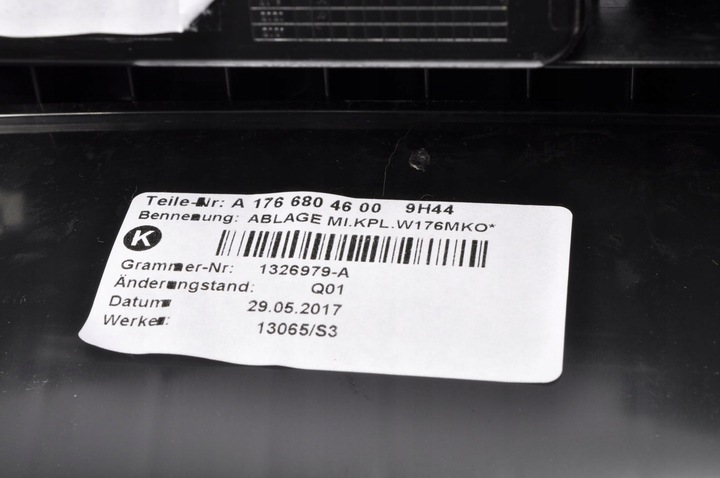 Teile-Nr: A 176 680 46 00 9H44
Bennenung: ABLAGE MI.KPL.W176MKO*
K
Grammer-Nr: 1326979-A
Änderungstand: Q01
Datum: 29.05.2017
Werker: 13065/S3